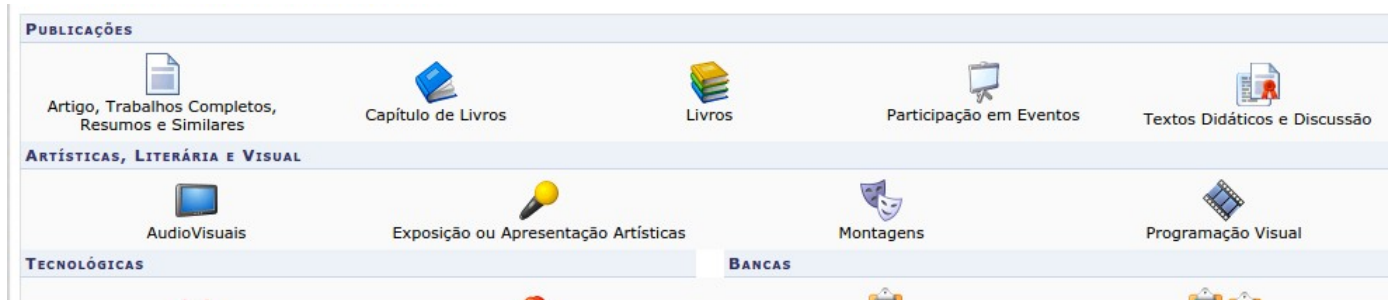 Publicações
Artigo, Trabalhos Completos,
Resumos e Similares
Capítulo de Livros
Livros
Participação em Eventos
Textos Didáticos e Discussão
Artísticas, Literária e Visual
AudioVisuais
Exposição ou Apresentação Artísticas
Montagens
Programação Visual
Tecnológicas
Bancas